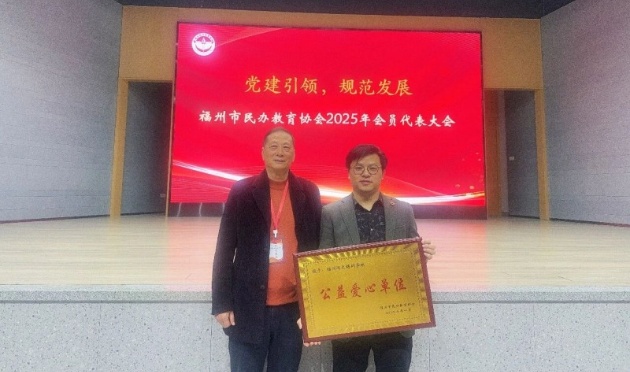 党建引领，规范发展
福州市民办教育协会2025年会员代表大会
公益爱心单位